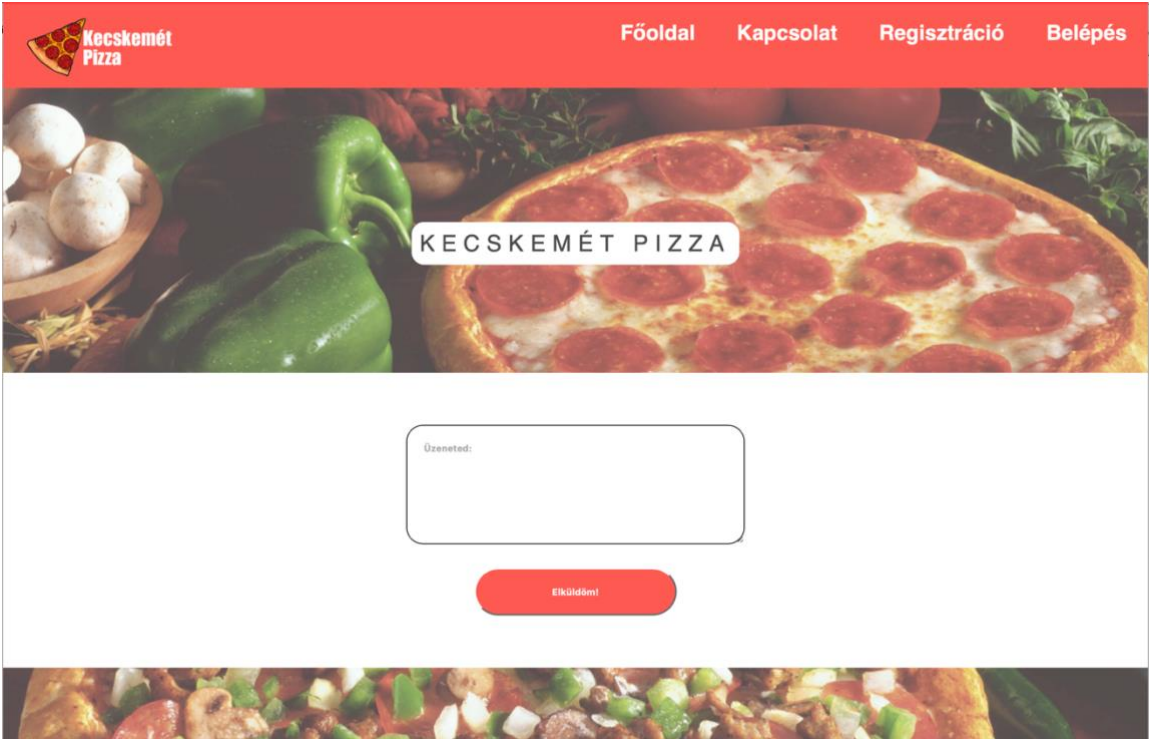 Kecskemét
Pizza
Főoldal Kapcsolat Regisztráció Belépés
KECSKEMÉT PIZZA
Üzeneted:
Elküldöm!